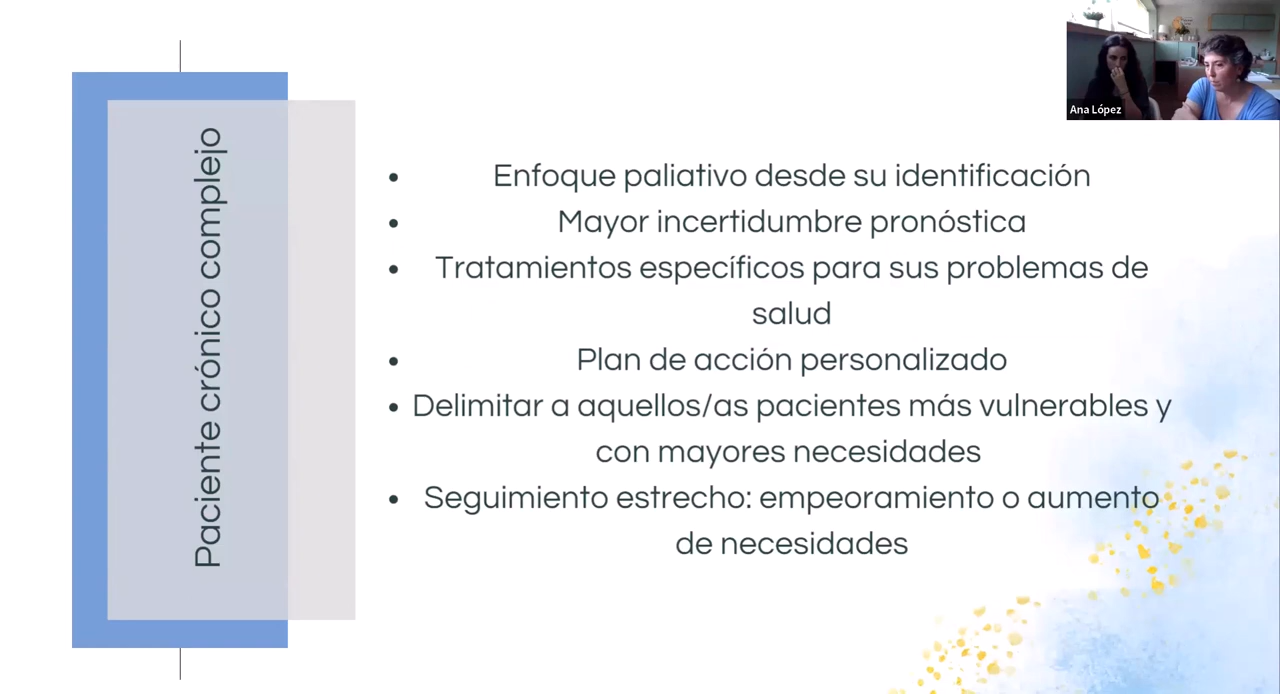 Paciente crónico complejo
• Enfoque paliativo desde su identificación
• Mayor incertidumbre pronóstica
• Tratamientos específicos para sus problemas de
salud
• Plan de acción personalizado
• Delimitar a aquellos/as pacientes más vulnerables y
con mayores necesidades
• Seguimiento estrecho: empeoramiento o aumento
de necesidades
Ana López